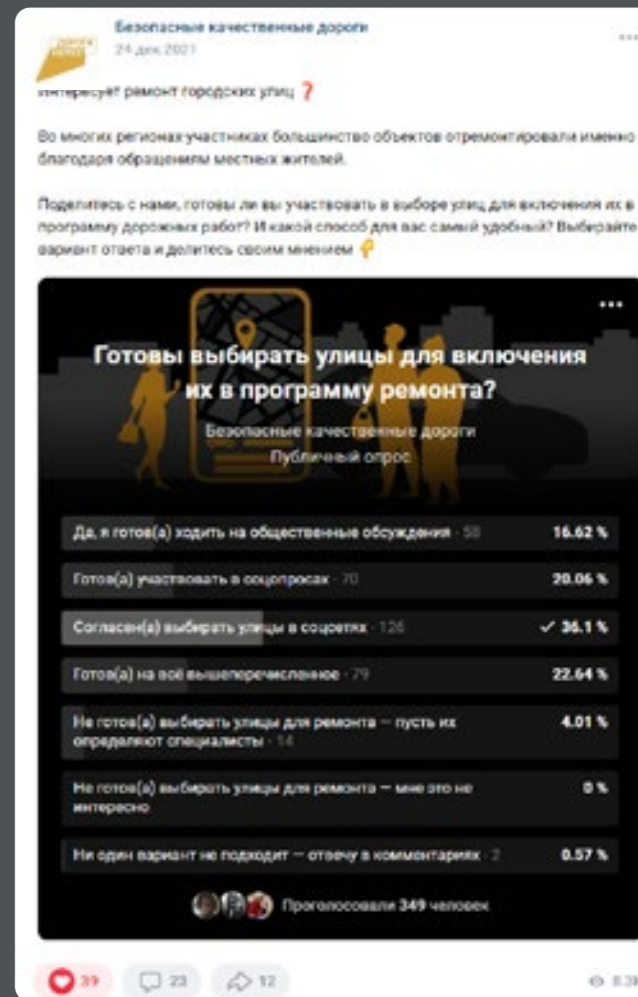 Безопасные качественные дороги
24 дек 2021
Интересует ремонт городских улиц ❓
Во многих регионах-участниках большинство объектов отремонтировали именно
благодаря обращениям местных жителей.
Поделитесь с нами, готовы ли вы участвовать в выборе улиц для включения их в
программу дорожных работ? И какой способ для вас самый удобный? Выбирайте
вариант ответа и делитесь своим мнением 👇
Готовы выбирать улицы для включения
их в программу ремонта?
Безопасные качественные дороги
Публичный опрос
Да, я готов(а) ходить на общественные обсуждения · 58 16.62 %
Готов(а) участвовать в соцопросах · 70 20.06 %
Согласен(а) выбирать улицы в соцсетях · 126 ✓ 36.1 %
Готов(а) на всё вышеперечисленное · 79 22.64 %
Не готов(а) выбирать улицы для ремонта — пусть их
определяют специалисты · 14 4.01 %
Не готов(а) выбирать улицы для ремонта — мне это не
интересно 0 %
Ни один вариант не подходит — отвечу в комментариях · 2 0.57 %
Проголосовали 349 человек
39 23 12